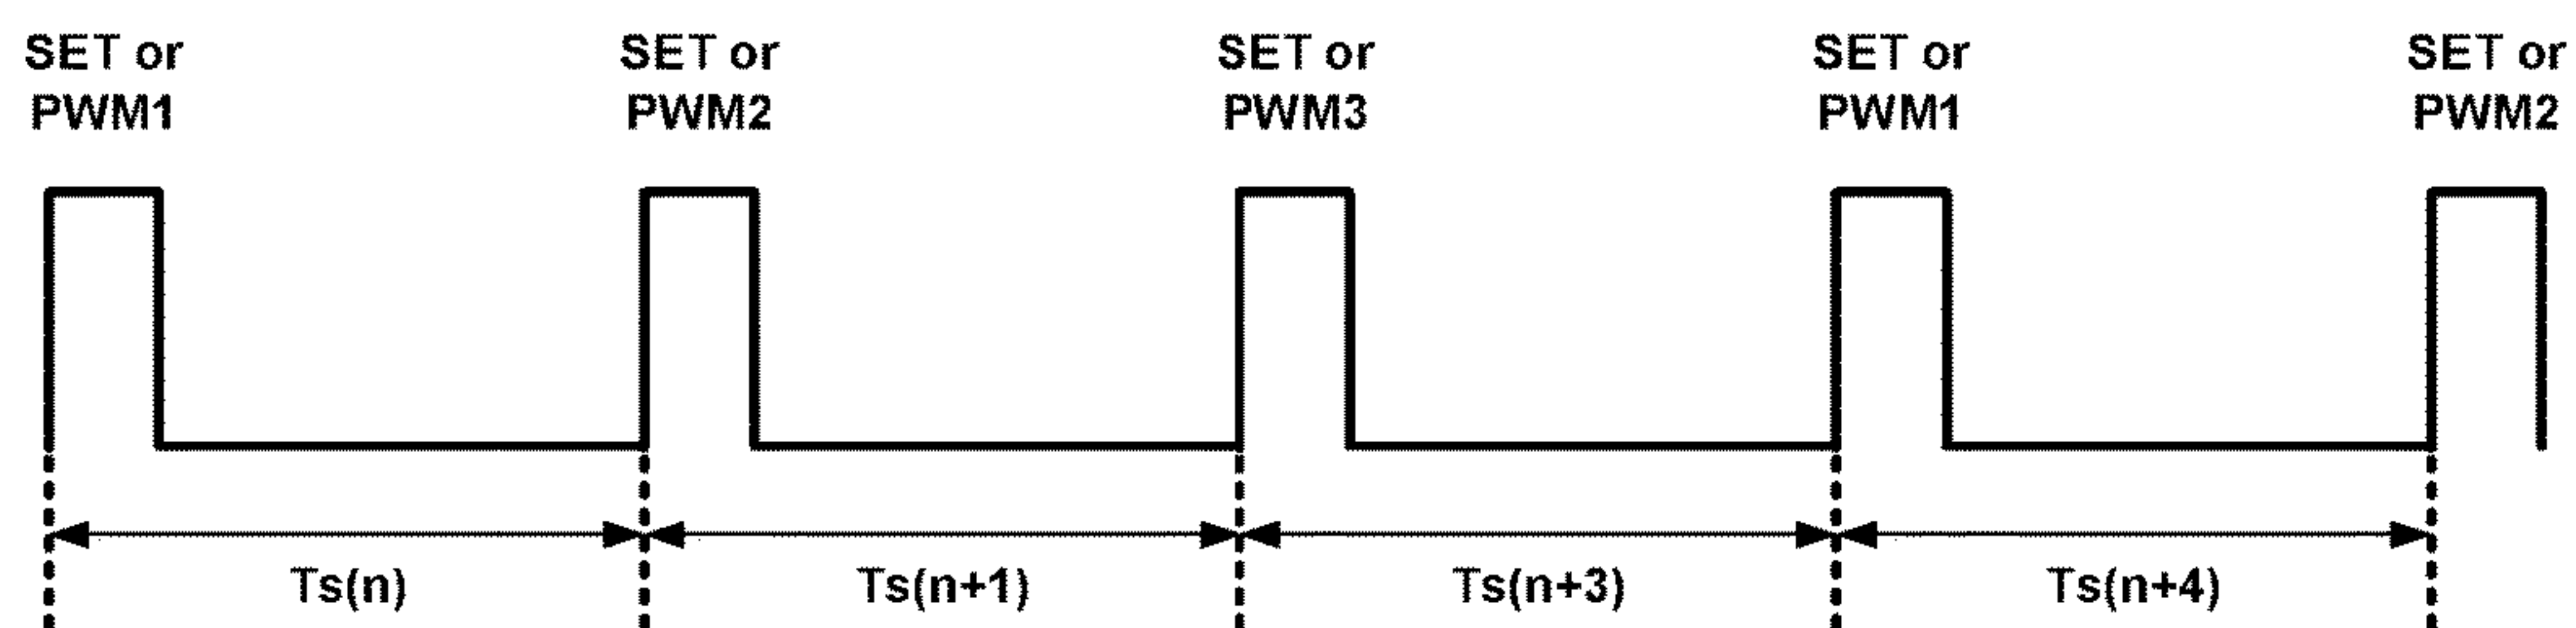 SET or
PWM1
SET or
PWM2
SET or
PWM3
SET or
PWM1
SET or
PWM2
Ts(n)
Ts(n+1)
Ts(n+3)
Ts(n+4)